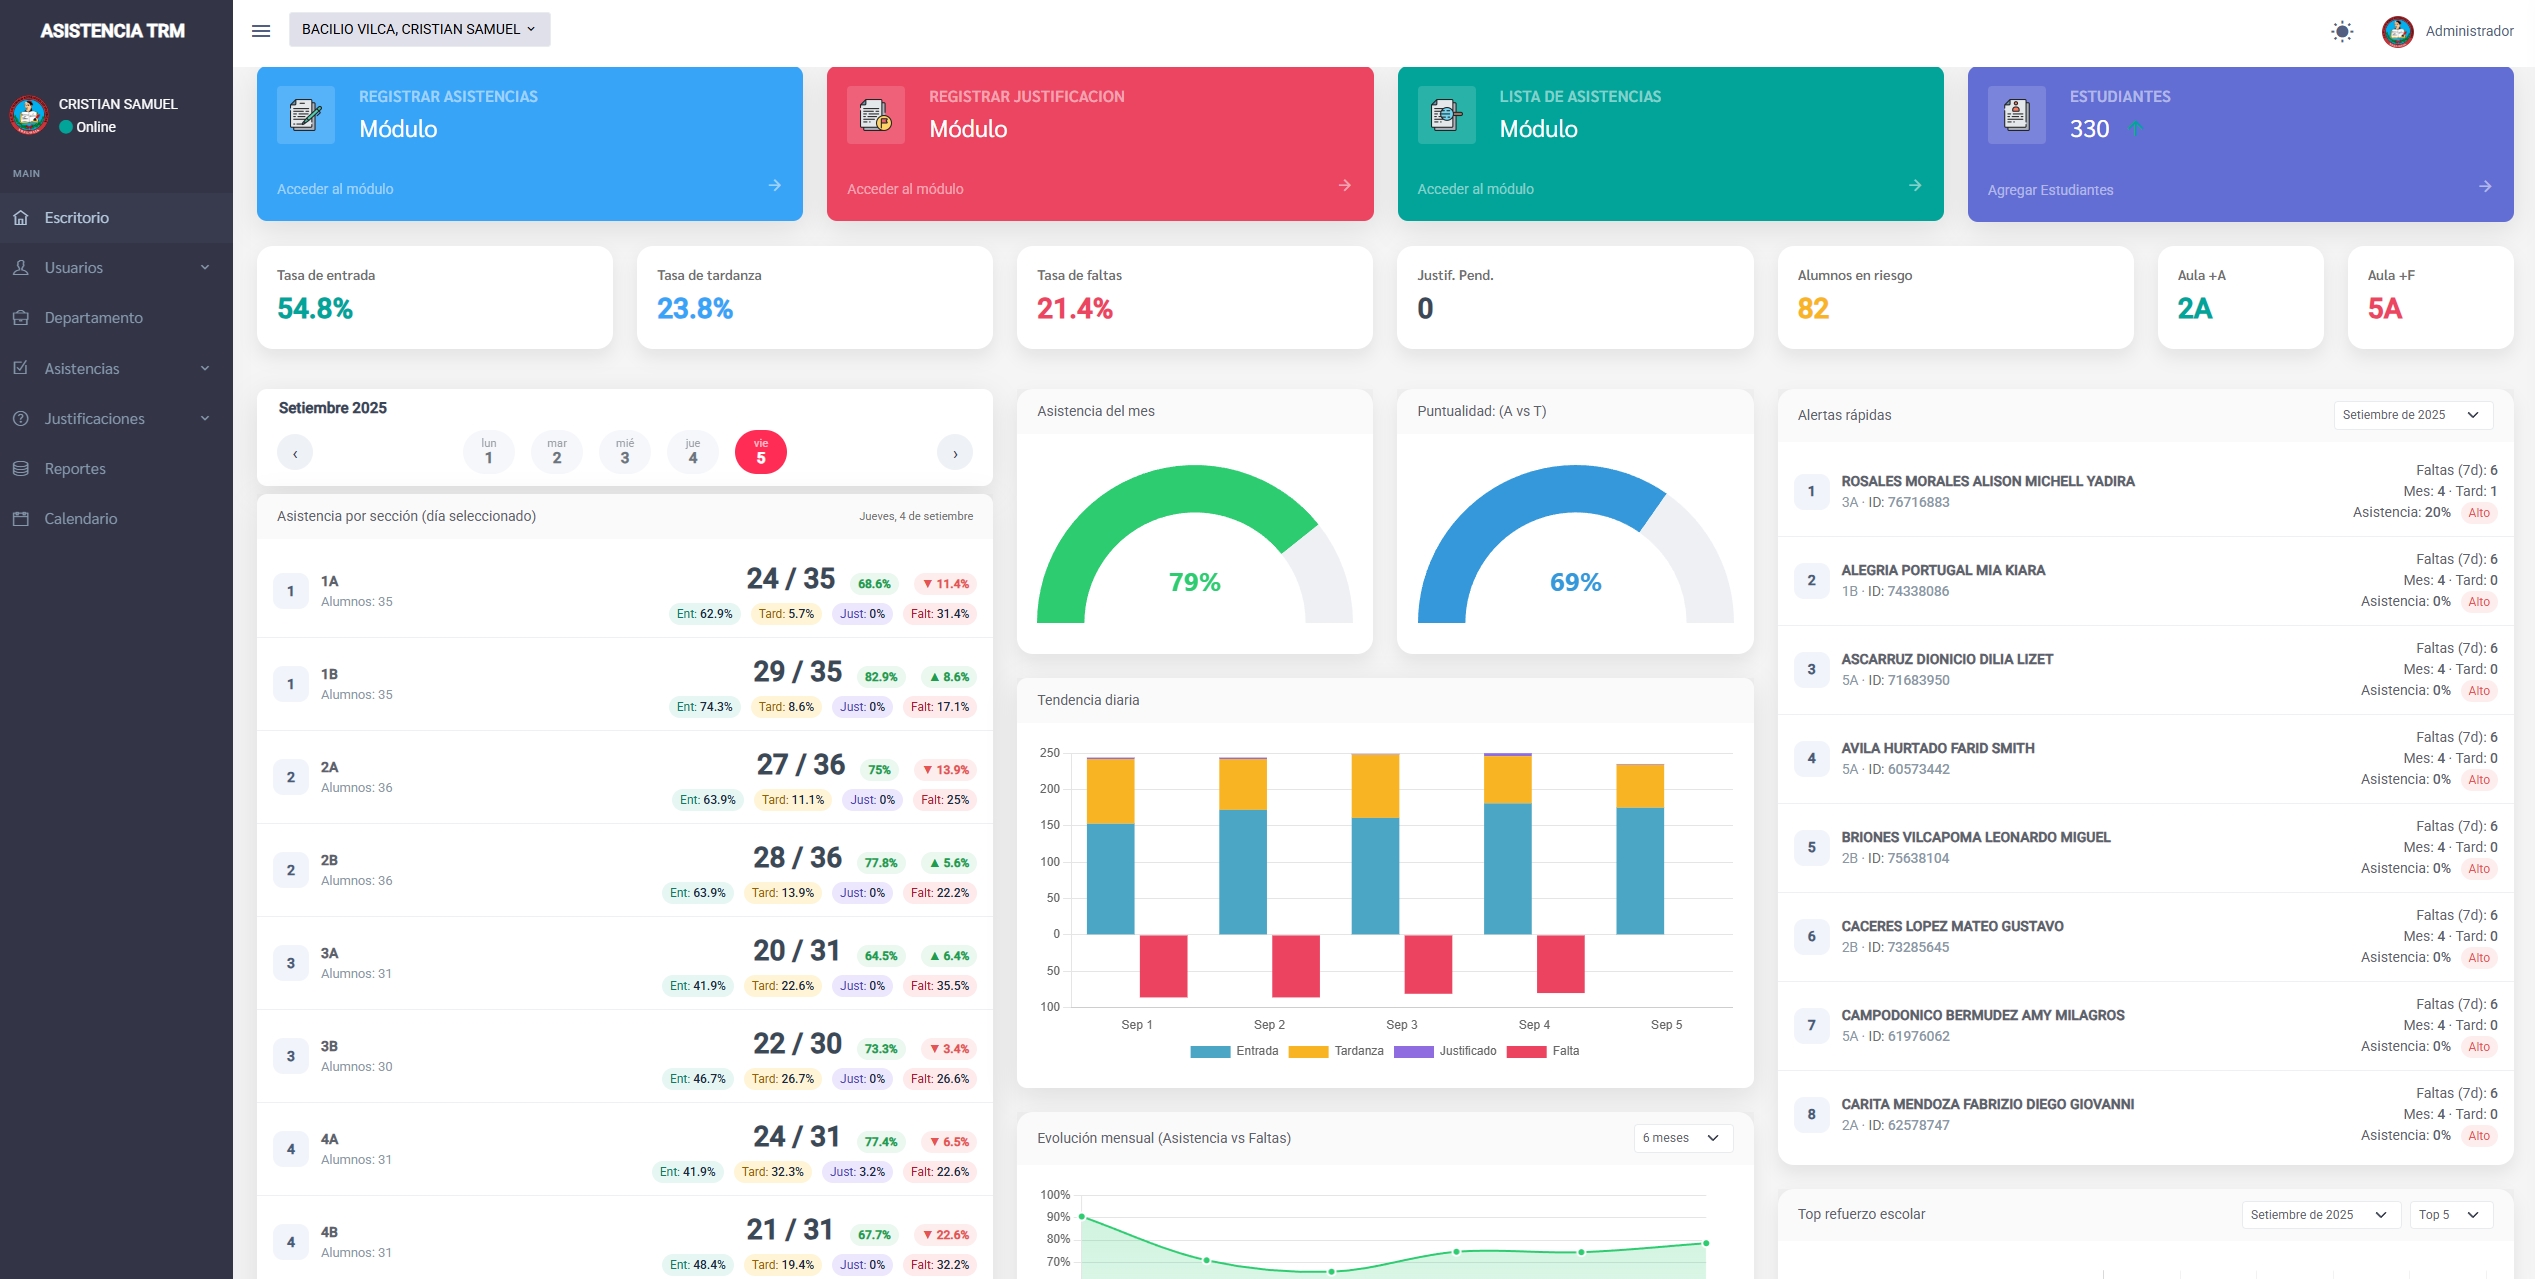 ASISTENCIA TRM
CRISTIAN SAMUEL
Online
MAIN
Escritorio
Usuarios
Departamento
Asistencias
Justificaciones
Reportes
Calendario
BACILIO VILCA, CRISTIAN SAMUEL
Administrador
REGISTRAR ASISTENCIAS
Módulo
Acceder al módulo
REGISTRAR JUSTIFICACION
Módulo
Acceder al módulo
LISTA DE ASISTENCIAS
Módulo
Acceder al módulo
ESTUDIANTES
330
Agregar Estudiantes
Tasa de entrada
54.8%
Tasa de tardanza
23.8%
Tasa de faltas
21.4%
Justif. Pend.
0
Alumnos en riesgo
82
Aula +A
2A
Aula +F
5A
Setiembre 2025
‹
lun
1
mar
2
mié
3
jue
4
vie
5
›
Asistencia por sección (día seleccionado)
Jueves, 4 de setiembre
1
1A
Alumnos: 35
24 / 35 68.6% ▼ 11.4%
Ent: 62.9% Tard: 5.7% Just: 0% Falt: 31.4%
1
1B
Alumnos: 35
29 / 35 82.9% ▲ 8.6%
Ent: 74.3% Tard: 8.6% Just: 0% Falt: 17.1%
2
2A
Alumnos: 36
27 / 36 75% ▼ 13.9%
Ent: 63.9% Tard: 11.1% Just: 0% Falt: 25%
2
2B
Alumnos: 36
28 / 36 77.8% ▲ 5.6%
Ent: 63.9% Tard: 13.9% Just: 0% Falt: 22.2%
3
3A
Alumnos: 31
20 / 31 64.5% ▲ 6.4%
Ent: 41.9% Tard: 22.6% Just: 0% Falt: 35.5%
3
3B
Alumnos: 30
22 / 30 73.3% ▼ 3.4%
Ent: 46.7% Tard: 26.7% Just: 0% Falt: 26.6%
4
4A
Alumnos: 31
24 / 31 77.4% ▼ 6.5%
Ent: 41.9% Tard: 32.3% Just: 3.2% Falt: 22.6%
4
4B
Alumnos: 31
21 / 31 67.7% ▼ 22.6%
Ent: 48.4% Tard: 19.4% Just: 0% Falt: 32.2%
Asistencia del mes
79%
Puntualidad: (A vs T)
69%
Tendencia diaria
250
200
150
100
50
0
50
100
Sep 1 Sep 2 Sep 3 Sep 4 Sep 5
Entrada Tardanza Justificado Falta
Evolución mensual (Asistencia vs Faltas)
6 meses
100%
90%
80%
70%
Alertas rápidas
Setiembre de 2025
1
ROSALES MORALES ALISON MICHELL YADIRA
3A · ID: 76716883
Faltas (7d): 6
Mes: 4 · Tard: 1
Asistencia: 20% Alto
2
ALEGRIA PORTUGAL MIA KIARA
1B · ID: 74338086
Faltas (7d): 6
Mes: 4 · Tard: 0
Asistencia: 0% Alto
3
ASCARRUZ DIONICIO DILIA LIZET
5A · ID: 71683950
Faltas (7d): 6
Mes: 4 · Tard: 0
Asistencia: 0% Alto
4
AVILA HURTADO FARID SMITH
5A · ID: 60573442
Faltas (7d): 6
Mes: 4 · Tard: 0
Asistencia: 0% Alto
5
BRIONES VILCAPOMA LEONARDO MIGUEL
2B · ID: 75638104
Faltas (7d): 6
Mes: 4 · Tard: 0
Asistencia: 0% Alto
6
CACERES LOPEZ MATEO GUSTAVO
2B · ID: 73285645
Faltas (7d): 6
Mes: 4 · Tard: 0
Asistencia: 0% Alto
7
CAMPODONICO BERMUDEZ AMY MILAGROS
5A · ID: 61976062
Faltas (7d): 6
Mes: 4 · Tard: 0
Asistencia: 0% Alto
8
CARITA MENDOZA FABRIZIO DIEGO GIOVANNI
2A · ID: 62578747
Faltas (7d): 6
Mes: 4 · Tard: 0
Asistencia: 0% Alto
Top refuerzo escolar
Setiembre de 2025
Top 5